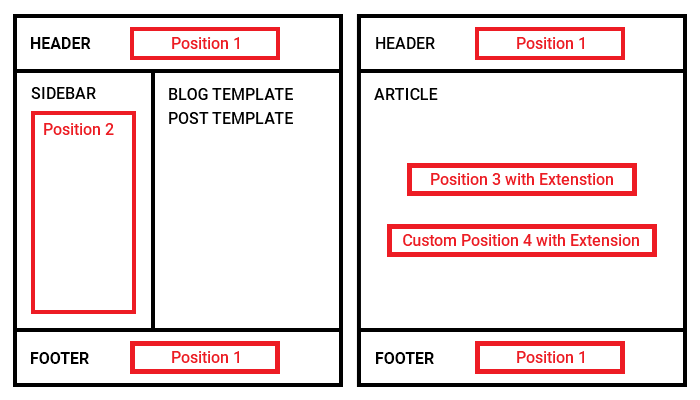 HEADER
Position 1
SIDEBAR
Position 2
BLOG TEMPLATE
POST TEMPLATE
FOOTER
Position 1
HEADER
Position 1
ARTICLE
Position 3 with Extenstion
Custom Position 4 with Extension
FOOTER
Position 1